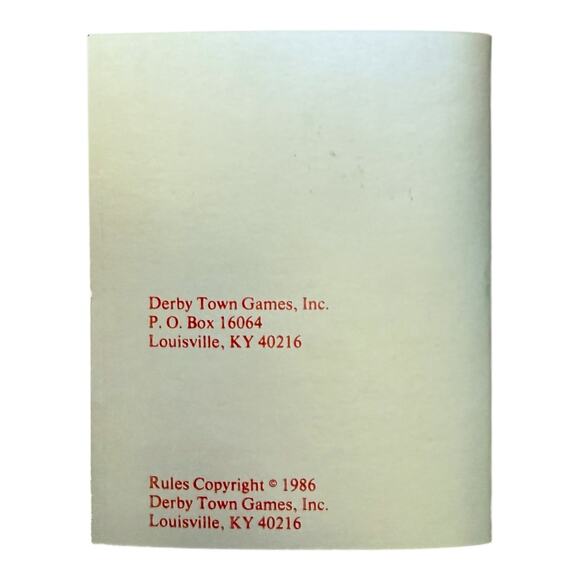 Derby Town Games, Inc.
P. O. Box 16064
Louisville, KY 40216
Rules Copyright © 1986
Derby Town Games, Inc.
Louisville, KY 40216